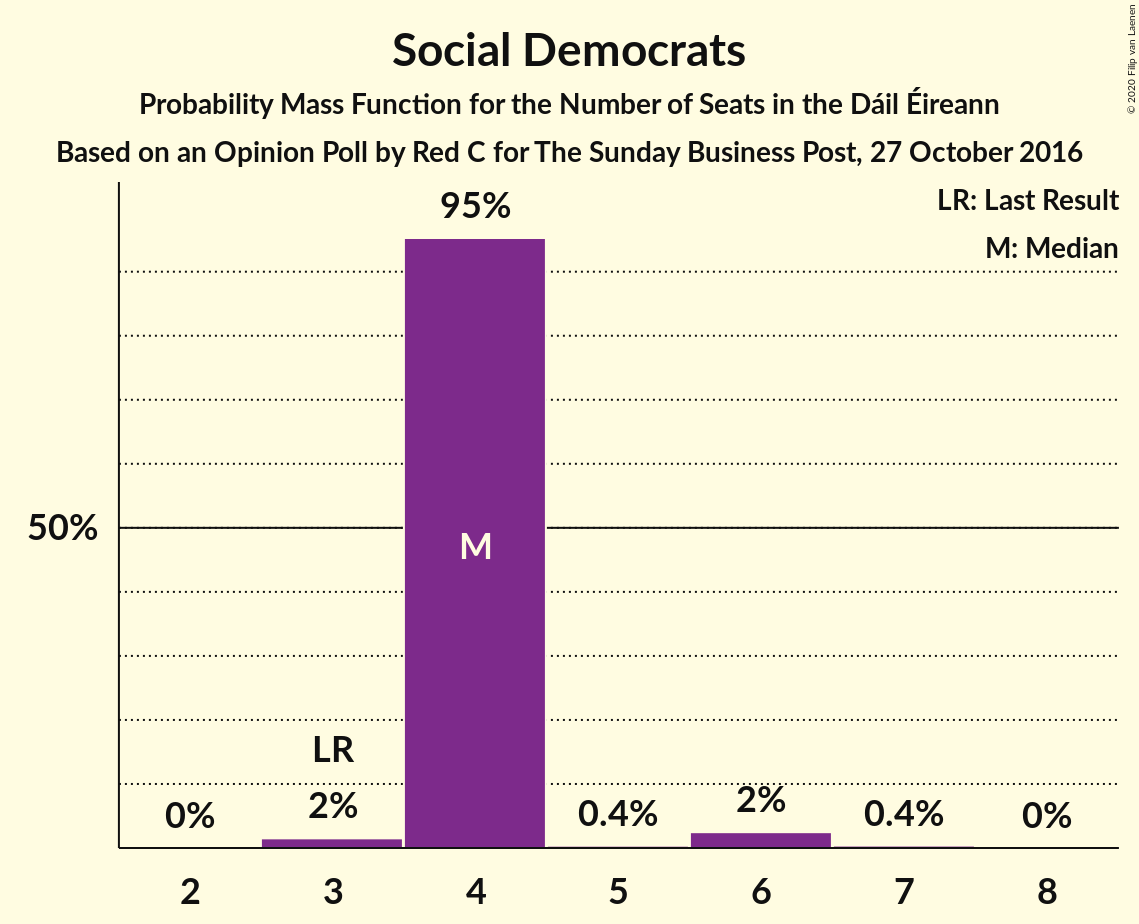 Social Democrats
Probability Mass Function for the Number of Seats in the Dáil Éireann
Based on an Opinion Poll by Red C for The Sunday Business Post, 27 October 2016
© 2020 Filip van Laenen
LR: Last Result
M: Median
95%
50%
M
LR
0%
2%
0.4%
2%
0.4%
0%
2 3 4 5 6 7 8